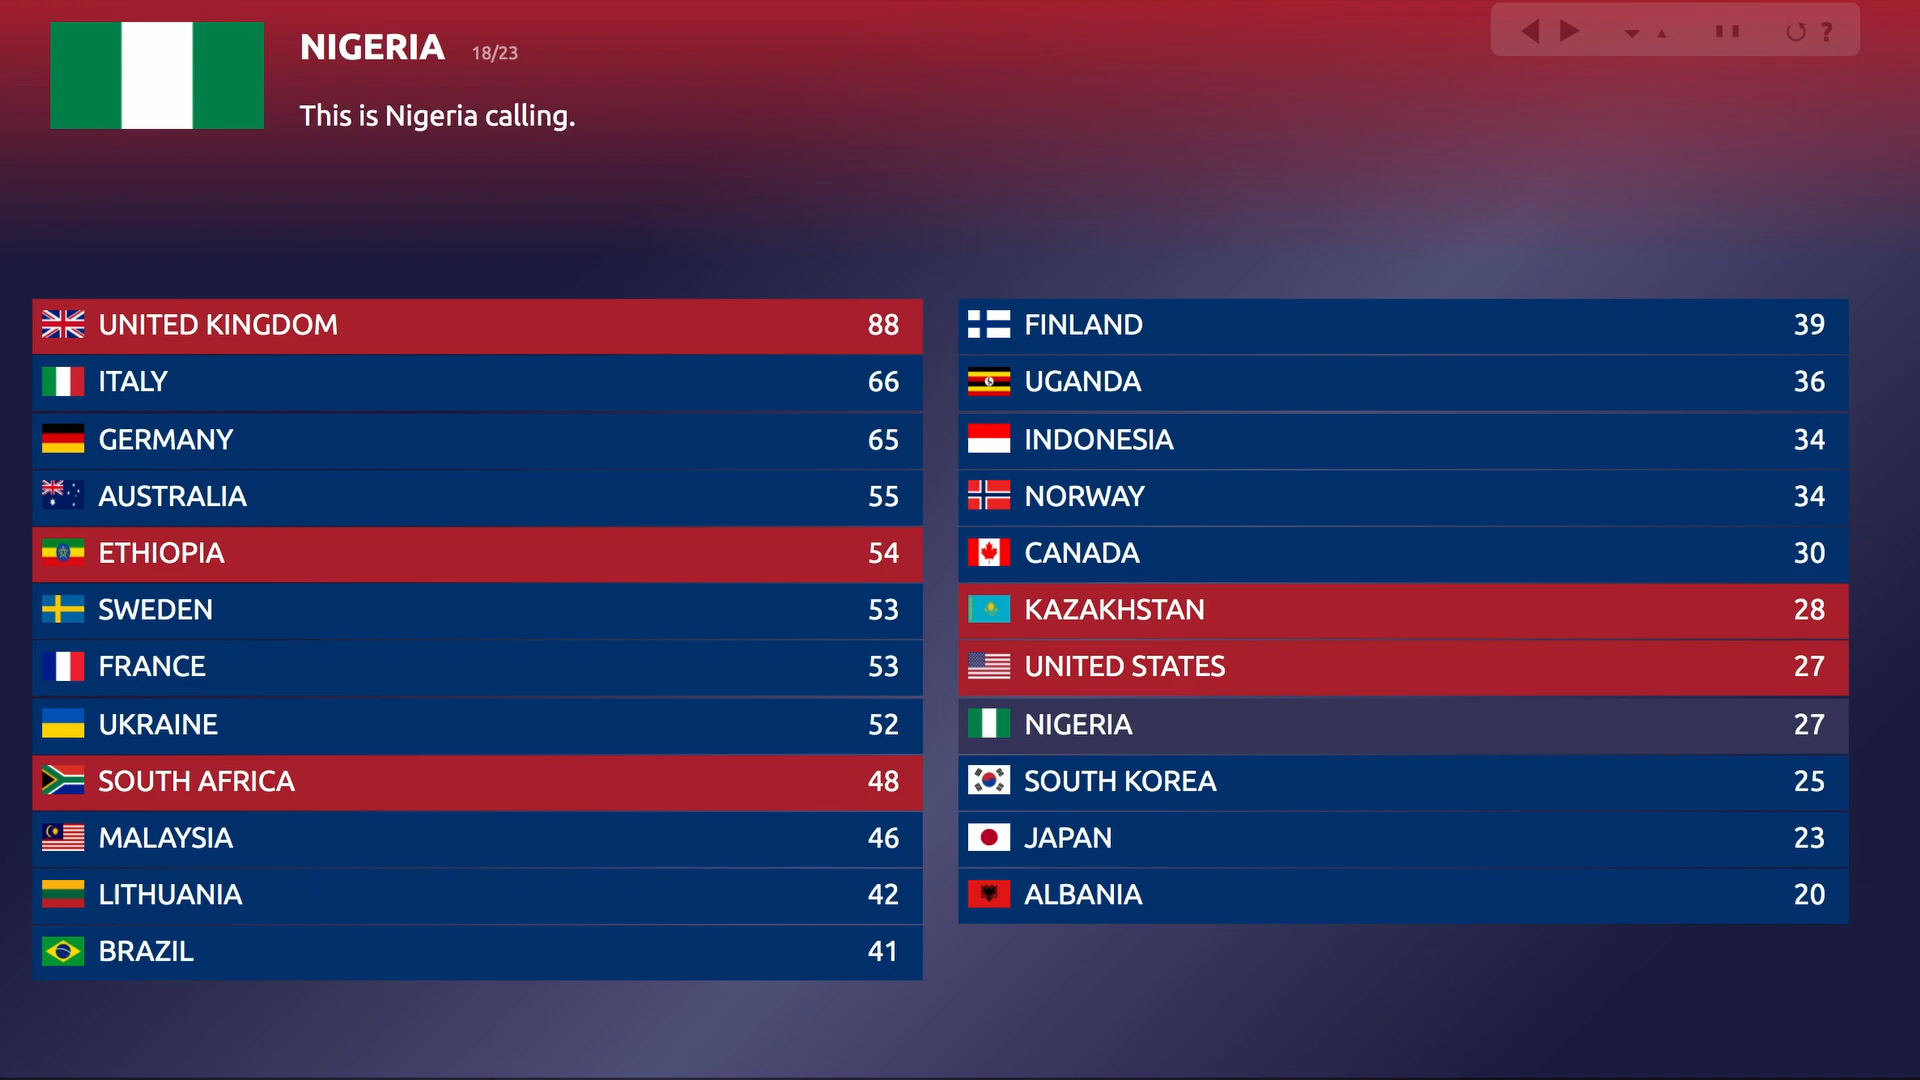 NIGERIA 18/23
?
This is Nigeria calling.
UNITED KINGDOM 88
ITALY 66
GERMANY 65
AUSTRALIA 55
ETHIOPIA 54
SWEDEN 53
FRANCE 53
UKRAINE 52
SOUTH AFRICA 48
MALAYSIA 46
LITHUANIA 42
BRAZIL 41
FINLAND 39
UGANDA 36
INDONESIA 34
NORWAY 34
CANADA 30
KAZAKHSTAN 28
UNITED STATES 27
NIGERIA 27
SOUTH KOREA 25
JAPAN 23
ALBANIA 20